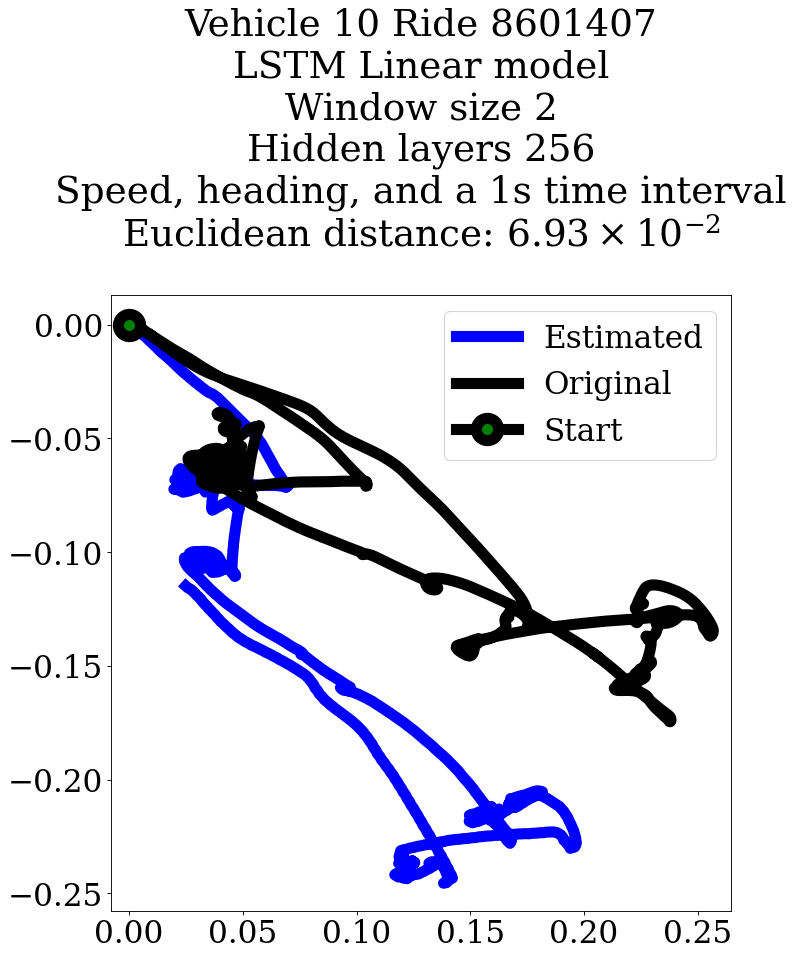 Vehicle 10 Ride 8601407
LSTM Linear model
Window size 2
Hidden layers 256
Speed, heading, and a 1s time interval
Euclidean distance: 6.93 × 10⁻²
Estimated
Original
Start
0.00
−0.05
−0.10
−0.15
−0.20
−0.25
0.00 0.05 0.10 0.15 0.20 0.25